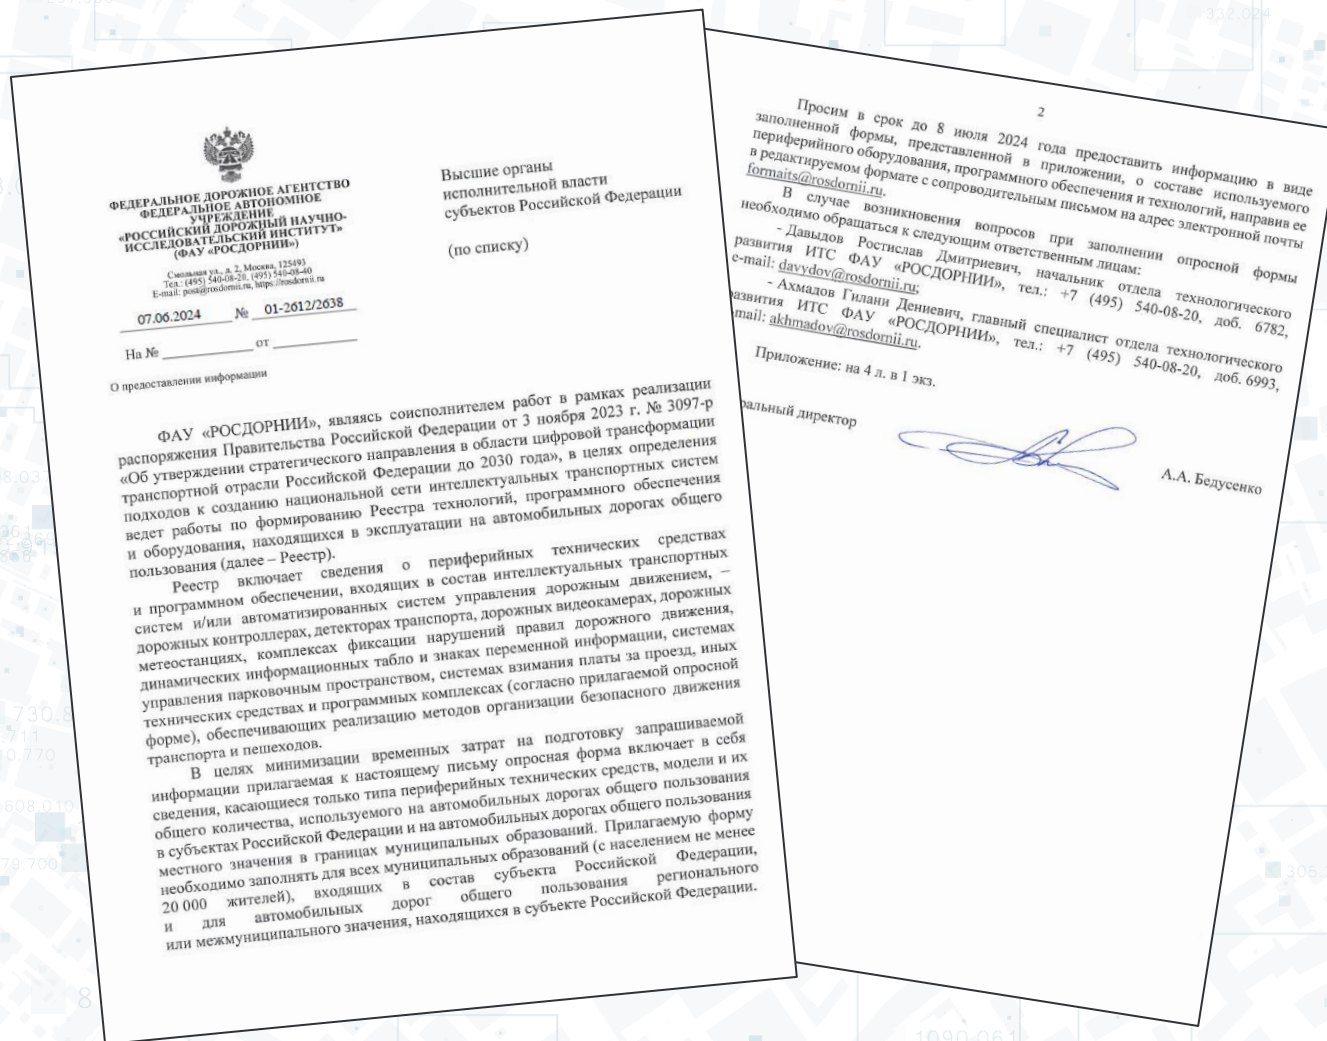 ФЕДЕРАЛЬНОЕ ДОРОЖНОЕ АГЕНТСТВО
ФЕДЕРАЛЬНОЕ АВТОНОМНОЕ
УЧРЕЖДЕНИЕ
«РОССИЙСКИЙ ДОРОЖНЫЙ НАУЧНО-
ИССЛЕДОВАТЕЛЬСКИЙ ИНСТИТУТ»
(ФАУ «РОСДОРНИИ»)
Смольная ул., д. 2, Москва, 125493
Тел.: (495) 540-08-20, (495) 540-08-40
E-mail: post@rosdornii.ru, https://rosdornii.ru
07.06.2024 № 01-2612/2638
На № от
О предоставлении информации
Высшие органы
исполнительной власти
субъектов Российской Федерации
(по списку)
ФАУ «РОСДОРНИИ», являясь соисполнителем работ в рамках реализации
распоряжения Правительства Российской Федерации от 3 ноября 2023 г. № 3097-р
«Об утверждении стратегического направления в области цифровой трансформации
транспортной отрасли Российской Федерации до 2030 года», в целях определения
подходов к созданию национальной сети интеллектуальных транспортных систем
ведет работы по формированию Реестра технологий, программного обеспечения
и оборудования, находящихся в эксплуатации на автомобильных дорогах общего
пользования (далее – Реестр).
Реестр включает сведения о периферийных технических средствах
и программном обеспечении, входящих в состав интеллектуальных транспортных
систем и/или автоматизированных систем управления дорожным движением, –
дорожных контроллерах, детекторах транспорта, дорожных видеокамерах, дорожных
метеостанциях, комплексах фиксации нарушений правил дорожного движения,
динамических информационных табло и знаках переменной информации, системах
управления парковочным пространством, системах взимания платы за проезд, иных
технических средствах и программных комплексах (согласно прилагаемой опросной
форме), обеспечивающих реализацию методов организации безопасного движения
транспорта и пешеходов.
В целях минимизации временных затрат на подготовку запрашиваемой
информации прилагаемая к настоящему письму опросная форма включает в себя
сведения, касающиеся только типа периферийных технических средств, модели и их
общего количества, используемого на автомобильных дорогах общего пользования
в субъектах Российской Федерации и на автомобильных дорогах общего пользования
местного значения в границах муниципальных образований. Прилагаемую форму
необходимо заполнять для всех муниципальных образований (с населением не менее
20 000 жителей), входящих в состав субъекта Российской Федерации,
и для автомобильных дорог общего пользования регионального
или межмуниципального значения, находящихся в субъекте Российской Федерации.
2
Просим в срок до 8 июля 2024 года предоставить информацию в виде
заполненной формы, представленной в приложении, о составе используемого
периферийного оборудования, программного обеспечения и технологий, направив ее
в редактируемом формате с сопроводительным письмом на адрес электронной почты
formaits@rosdornii.ru.
В случае возникновения вопросов при заполнении опросной формы
необходимо обращаться к следующим ответственным лицам:
- Давыдов Ростислав Дмитриевич, начальник отдела технологического
развития ИТС ФАУ «РОСДОРНИИ», тел.: +7 (495) 540-08-20, доб. 6782,
e-mail: davydov@rosdornii.ru;
- Ахмадов Гилани Дениевич, главный специалист отдела технологического
азвития ИТС ФАУ «РОСДОРНИИ», тел.: +7 (495) 540-08-20, доб. 6993,
mail: akhmadov@rosdornii.ru.
Приложение: на 4 л. в 1 экз.
ральный директор
А.А. Бедусенко
332.024
730.8
608.010
305.
8
1090.061